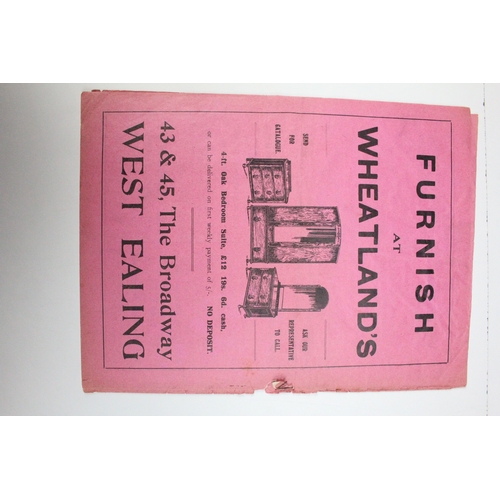 FURNISH
AT
WHEATLAND'S
SEND
FOR
CATALOGUE.
ASK OUR
REPRESENTATIVE
TO CALL.
4-ft. Oak Bedroom Suite, £12 19s. 6d. cash,
or can be delivered on first weekly payment of 5/-. NO DEPOSIT.
43 & 45, The Broadway
WEST EALING